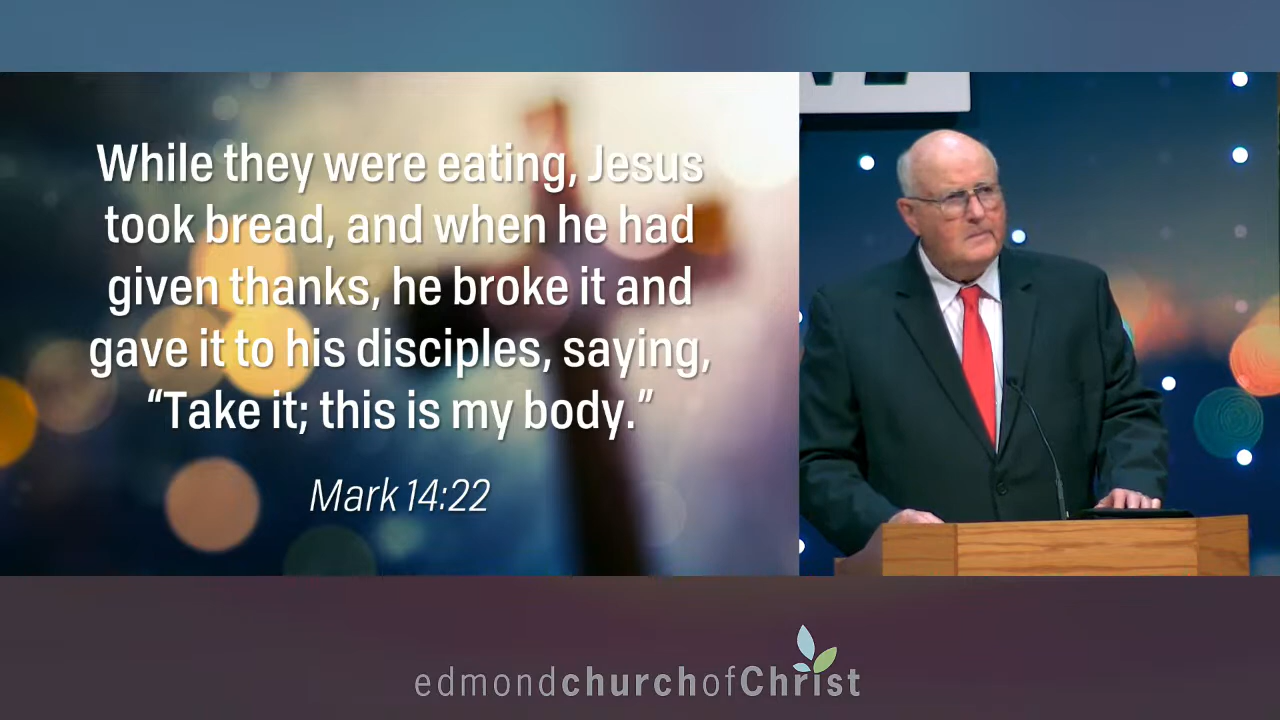 While they were eating, Jesus
took bread, and when he had
given thanks, he broke it and
gave it to his disciples, saying,
“Take it; this is my body.”
Mark 14:22
edmondchurchofChrist